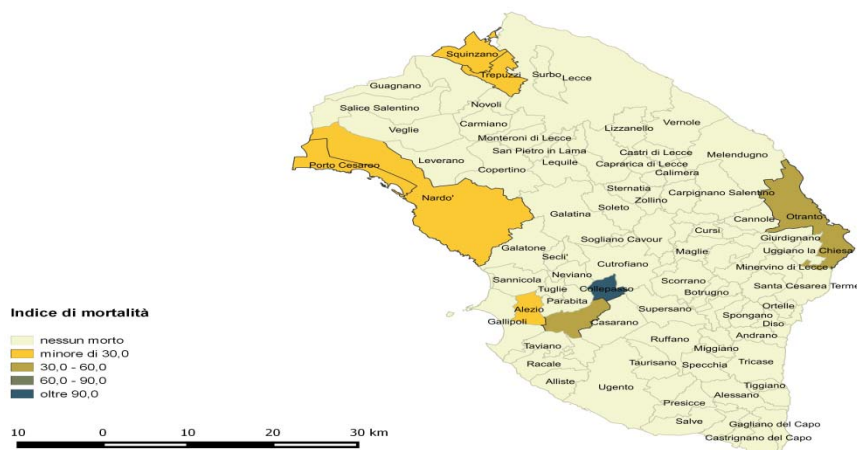 Squinzano
Trepuzzi
Surbo
Lecce
Guagnano
Novoli
Salice Salentino
Carmiano
Vernole
Lizzanello
Veglie
Monteroni di Lecce
San Pietro in Lama
Castri di Lecce
Melendugno
Porto Cesareo
Leverano
Lequile
Caprarica di Lecce
Copertino
Calimera
Sternatia
Carpignano Salentino
Nardo'
Zollino
Soleto
Galatina
Cannole
Otranto
Cursi
Giurdignano
Sogliano Cavour
Galatone
Maglie
Uggiano la Chiesa
Secli'
Cutrofiano
Minervino di Lecce
Neviano
Sannicola
Scorrano
Santa Cesarea Terme
Tuglie
Collepasso
Botrugno
Parabita
Ortelle
Alezio
Supersano
Spongano
Gallipoli
Casarano
Diso
Andrano
Ruffano
Taviano
Miggiano
Tricase
Racale
Taurisano
Specchia
Alliste
Ugento
Tiggiano
Alessano
Presicce
Salve
Gagliano del Capo
Castrignano del Capo
Indice di mortalità
nessun morto
minore di 30,0
30,0 - 60,0
60,0 - 90,0
oltre 90,0
10 0 10 20 30 km